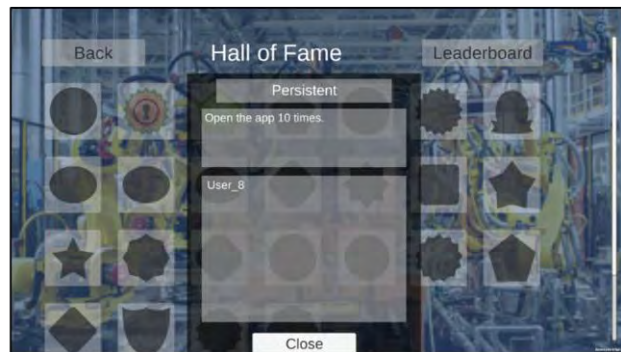 Back
Hall of Fame
Leaderboard
Persistent
Open the app 10 times.
User_8
Close